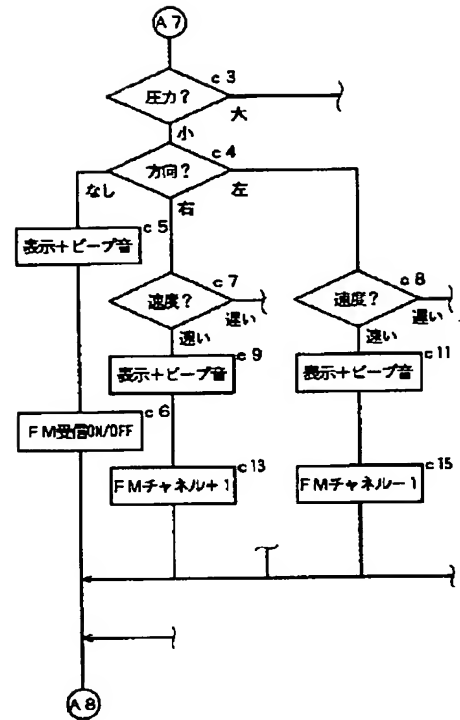 A7
c3
圧力?
大
小
c4
方向?
なし
右
左
c5
表示+ビープ音
c7
速度?
遅い
速い
c8
速度?
遅い
速い
c9
表示+ビープ音
c11
表示+ビープ音
c6
FM受信ON/OFF
c13
FMチャネル+1
c15
FMチャネル-1
A8